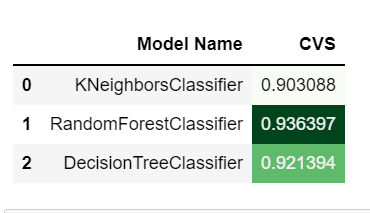 Model Name CVS
0 KNeighborsClassifier 0.903088
1 RandomForestClassifier 0.936397
2 DecisionTreeClassifier 0.921394